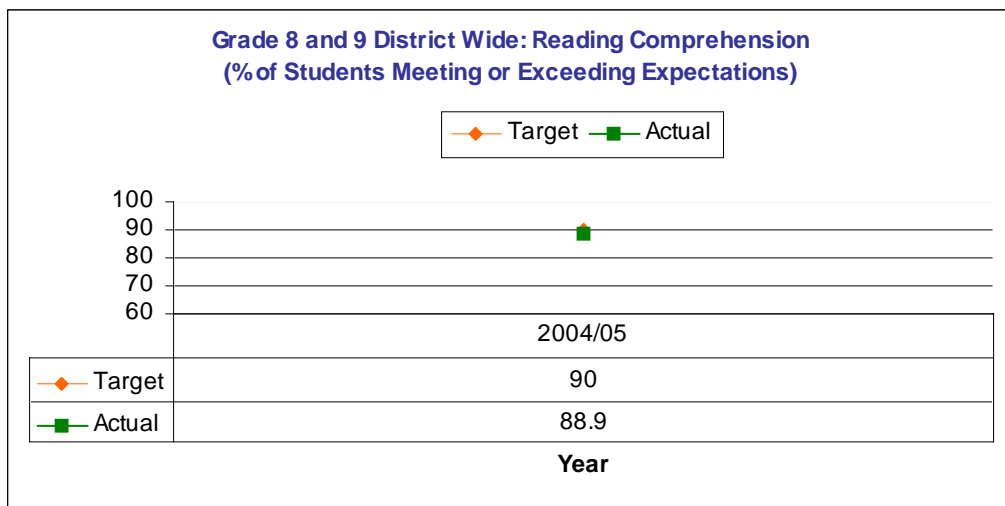 Grade 8 and 9 District Wide: Reading Comprehension
(% of Students Meeting or Exceeding Expectations)
Target Actual
100
90
80
70
60
2004/05
Target 90
Actual 88.9
Year